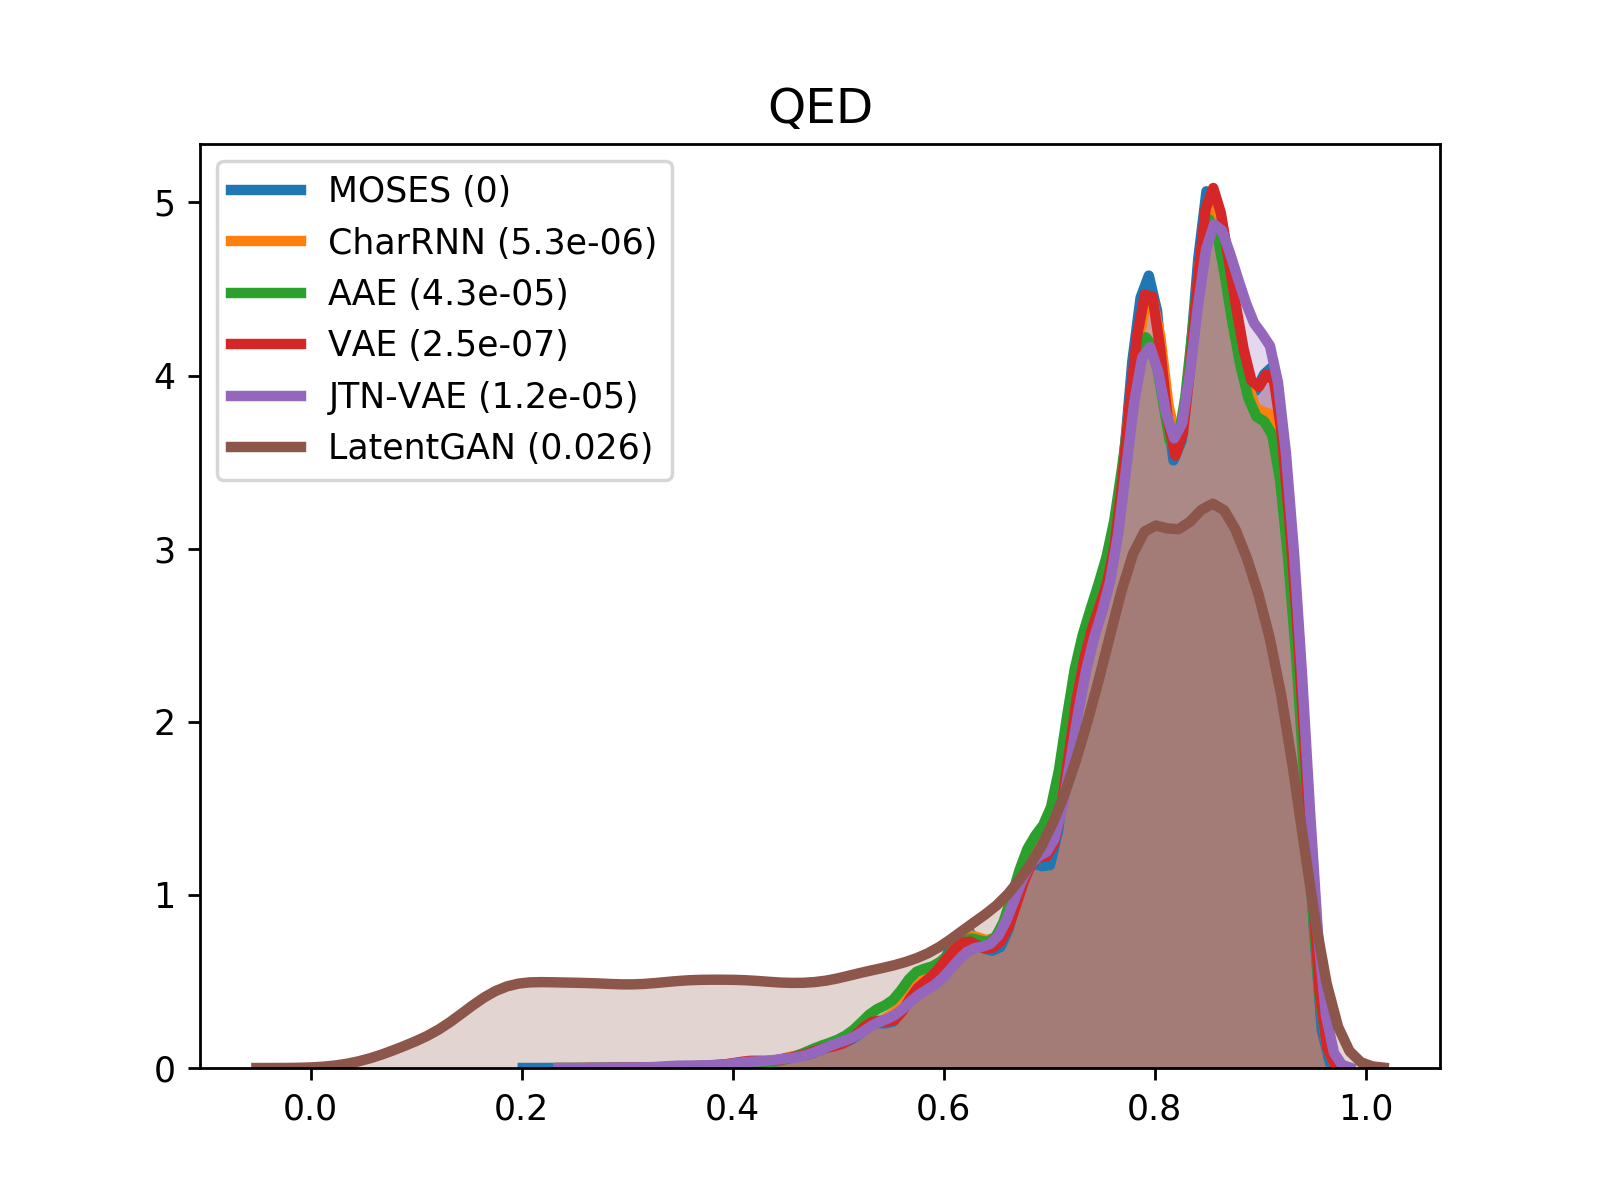 QED
MOSES (0)
CharRNN (5.3e-06)
AAE (4.3e-05)
VAE (2.5e-07)
JTN-VAE (1.2e-05)
LatentGAN (0.026)
5
4
3
2
1
0
0.0 0.2 0.4 0.6 0.8 1.0